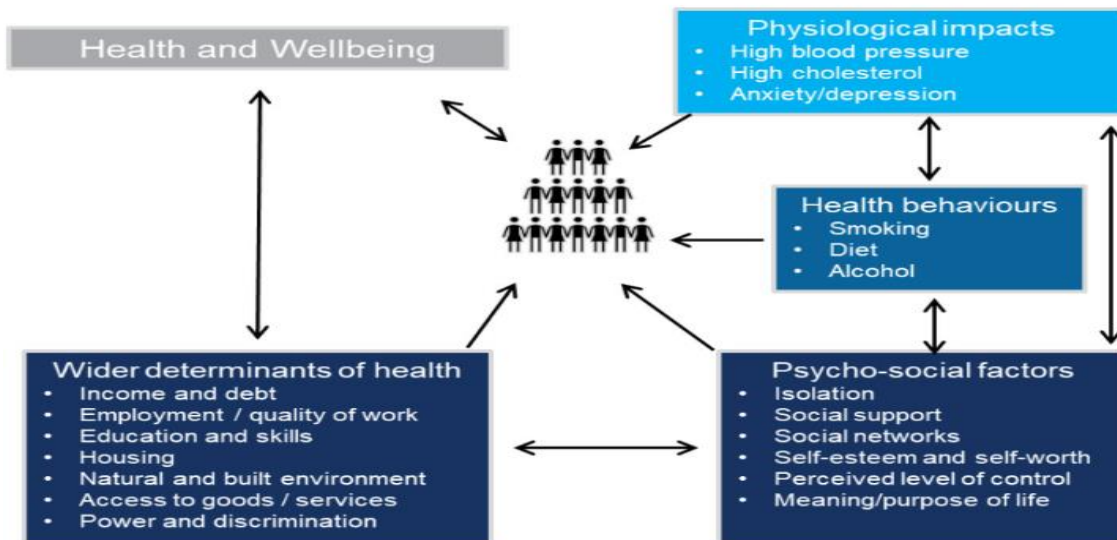 Health and Wellbeing
Physiological impacts
• High blood pressure
• High cholesterol
• Anxiety/depression
Health behaviours
• Smoking
• Diet
• Alcohol
Wider determinants of health
• Income and debt
• Employment / quality of work
• Education and skills
• Housing
• Natural and built environment
• Access to goods / services
• Power and discrimination
Psycho-social factors
• Isolation
• Social support
• Social networks
• Self-esteem and self-worth
• Perceived level of control
• Meaning/purpose of life